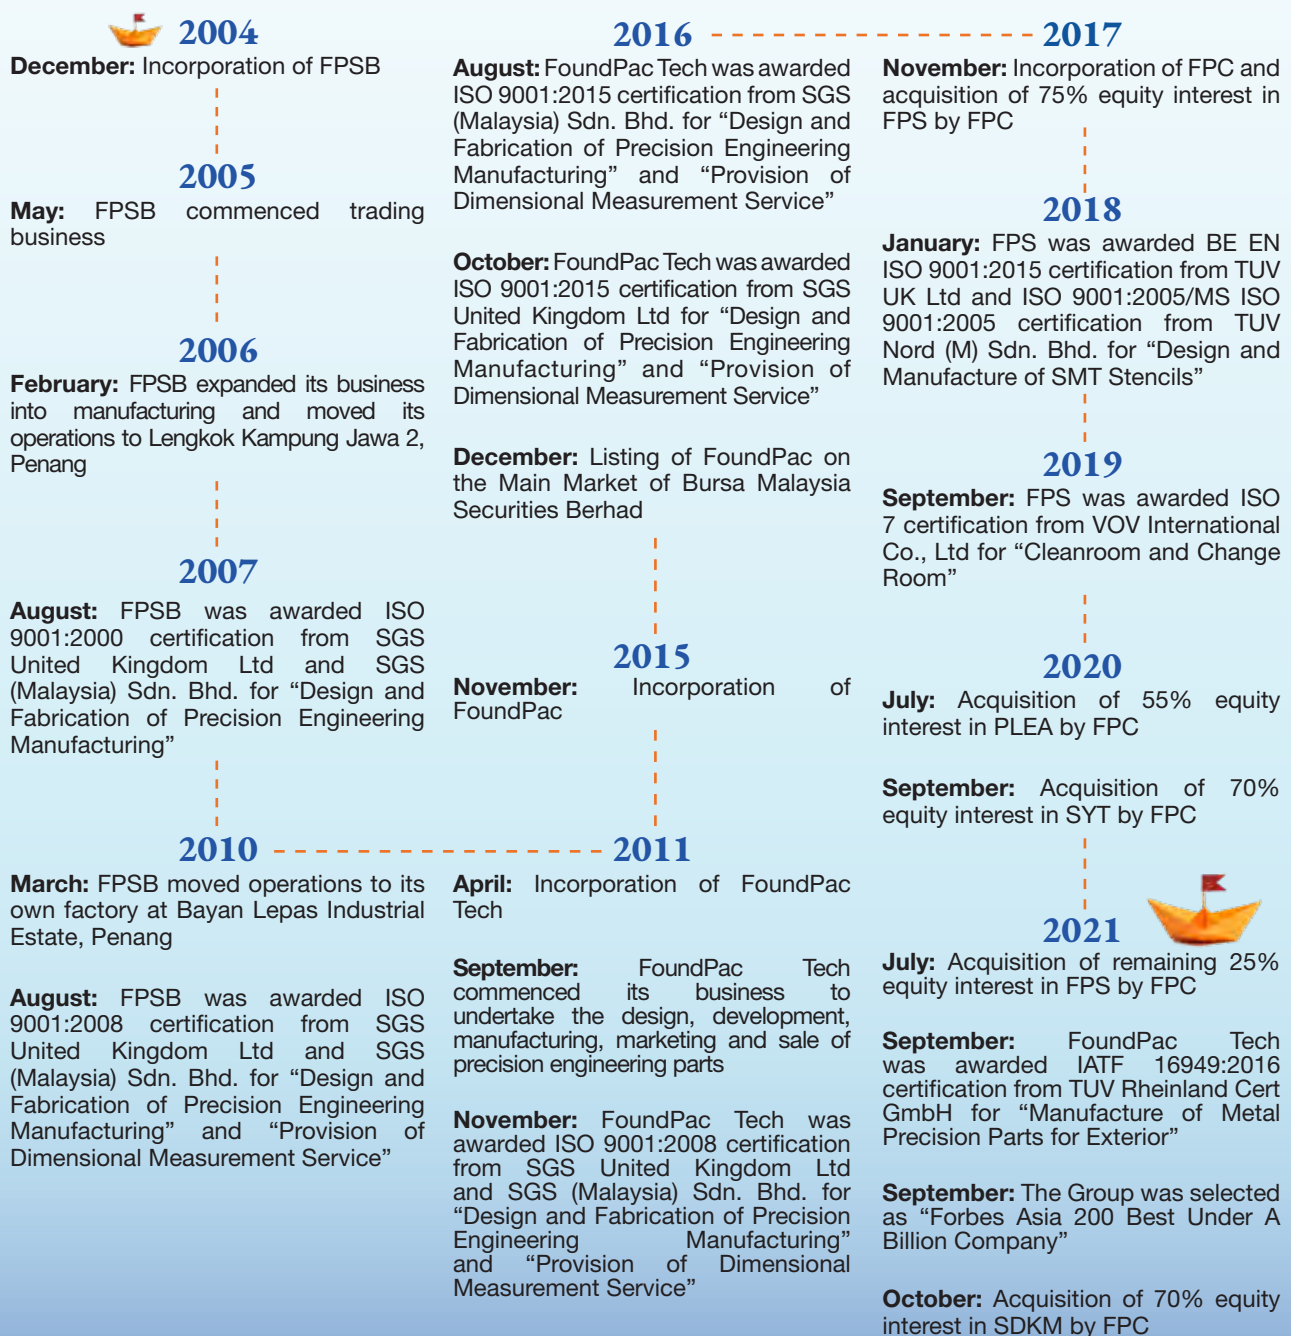 2004
December: Incorporation of FPSB
2005
May: FPSB commenced trading
business
2006
February: FPSB expanded its business
into manufacturing and moved its
operations to Lengkok Kampung Jawa 2,
Penang
2007
August: FPSB was awarded ISO
9001:2000 certification from SGS
United Kingdom Ltd and SGS
(Malaysia) Sdn. Bhd. for “Design and
Fabrication of Precision Engineering
Manufacturing”
2010
March: FPSB moved operations to its
own factory at Bayan Lepas Industrial
Estate, Penang
August: FPSB was awarded ISO
9001:2008 certification from SGS
United Kingdom Ltd and SGS
(Malaysia) Sdn. Bhd. for “Design and
Fabrication of Precision Engineering
Manufacturing” and “Provision of
Dimensional Measurement Service”
2011
April: Incorporation of FoundPac
Tech
September: FoundPac Tech
commenced its business to
undertake the design, development,
manufacturing, marketing and sale of
precision engineering parts
November: FoundPac Tech was
awarded ISO 9001:2008 certification
from SGS United Kingdom Ltd
and SGS (Malaysia) Sdn. Bhd. for
“Design and Fabrication of Precision
Engineering Manufacturing”
and “Provision of Dimensional
Measurement Service”
2015
November: Incorporation of
FoundPac
2016
August: FoundPac Tech was awarded
ISO 9001:2015 certification from SGS
(Malaysia) Sdn. Bhd. for “Design and
Fabrication of Precision Engineering
Manufacturing” and “Provision of
Dimensional Measurement Service”
October: FoundPac Tech was awarded
ISO 9001:2015 certification from SGS
United Kingdom Ltd for “Design and
Fabrication of Precision Engineering
Manufacturing” and “Provision of
Dimensional Measurement Service”
December: Listing of FoundPac on
the Main Market of Bursa Malaysia
Securities Berhad
2017
November: Incorporation of FPC and
acquisition of 75% equity interest in
FPS by FPC
2018
January: FPS was awarded BE EN
ISO 9001:2015 certification from TUV
UK Ltd and ISO 9001:2005/MS ISO
9001:2005 certification from TUV
Nord (M) Sdn. Bhd. for “Design and
Manufacture of SMT Stencils”
2019
September: FPS was awarded ISO
7 certification from VOV International
Co., Ltd for “Cleanroom and Change
Room”
2020
July: Acquisition of 55% equity
interest in PLEA by FPC
September: Acquisition of 70%
equity interest in SYT by FPC
2021
July: Acquisition of remaining 25%
equity interest in FPS by FPC
September: FoundPac Tech
was awarded IATF 16949:2016
certification from TUV Rheinland Cert
GmbH for “Manufacture of Metal
Precision Parts for Exterior”
September: The Group was selected
as “Forbes Asia 200 Best Under A
Billion Company”
October: Acquisition of 70% equity
interest in SDKM by FPC